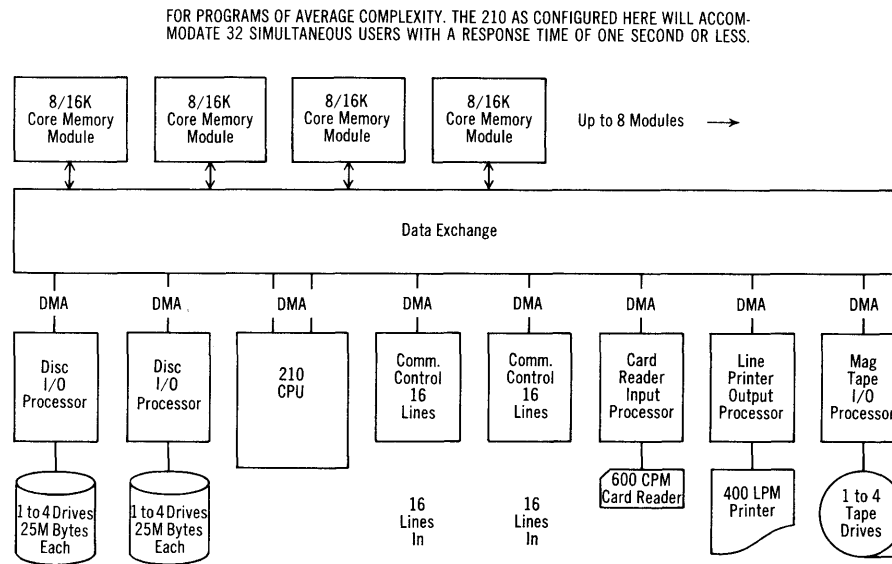 FOR PROGRAMS OF AVERAGE COMPLEXITY. THE 210 AS CONFIGURED HERE WILL ACCOM-
MODATE 32 SIMULTANEOUS USERS WITH A RESPONSE TIME OF ONE SECOND OR LESS.
8/16K
Core Memory
Module
8/16K
Core Memory
Module
8/16K
Core Memory
Module
8/16K
Core Memory
Module
Up to 8 Modules
Data Exchange
DMA
DMA
DMA
DMA
DMA
DMA
DMA
DMA
Disc
I/O
Processor
Disc
I/O
Processor
210
CPU
Comm.
Control
16
Lines
Comm.
Control
16
Lines
Card
Reader
Input
Processor
Line
Printer
Output
Processor
Mag
Tape
I/O
Processor
1 to 4 Drives
25M Bytes
Each
1 to 4 Drives
25M Bytes
Each
16
Lines
In
16
Lines
In
600 CPM
Card Reader
400 LPM
Printer
1 to 4
Tape
Drives